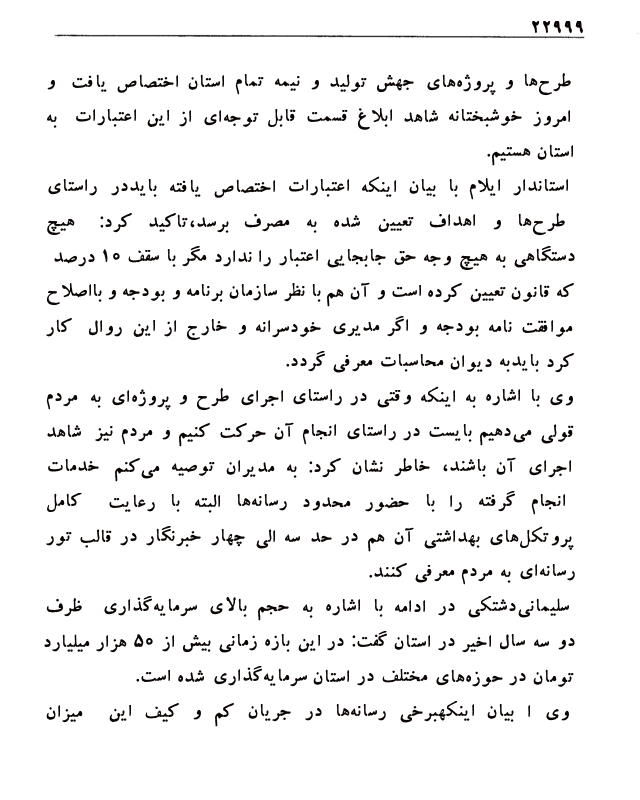 ۲۲۹۹۹
طرح‌ها و پروژه‌های جهش تولید و نیمه تمام استان اختصاص یافت و
امروز خوشبختانه شاهد ابلاغ قسمت قابل توجه‌ای از این اعتبارات به
استان هستیم.
استاندار ایلام با بیان اینکه اعتبارات اختصاص یافته بایددر راستای
طرح‌ها و اهداف تعیین شده به مصرف برسد،تاکید کرد: هیچ
دستگاهی به هیچ وجه حق جابجایی اعتبار را ندارد مگر با سقف ۱۰ درصد
که قانون تعیین کرده است و آن هم با نظر سازمان برنامه و بودجه و بااصلاح
موافقت نامه بودجه و اگر مدیری خودسرانه و خارج از این روال کار
کرد بایدبه دیوان محاسبات معرفی گردد.
وی با اشاره به اینکه وقتی در راستای اجرای طرح و پروژه‌ای به مردم
قولی می‌دهیم بایست در راستای انجام آن حرکت کنیم و مردم نیز شاهد
اجرای آن باشند، خاطر نشان کرد: به مدیران توصیه می‌کنم خدمات
انجام گرفته را با حضور محدود رسانه‌ها البته با رعایت کامل
پروتکل‌های بهداشتی آن هم در حد سه الی چهار خبرنگار در قالب تور
رسانه‌ای به مردم معرفی کنند.
سلیمانی‌دشتکی در ادامه با اشاره به حجم بالای سرمایه‌گذاری ظرف
دو سه سال اخیر در استان گفت: در این بازه زمانی بیش از ۵۰ هزار میلیارد
تومان در حوزه‌های مختلف در استان سرمایه‌گذاری شده است.
وی ا بیان اینکهبرخی رسانه‌ها در جریان کم و کیف این میزان